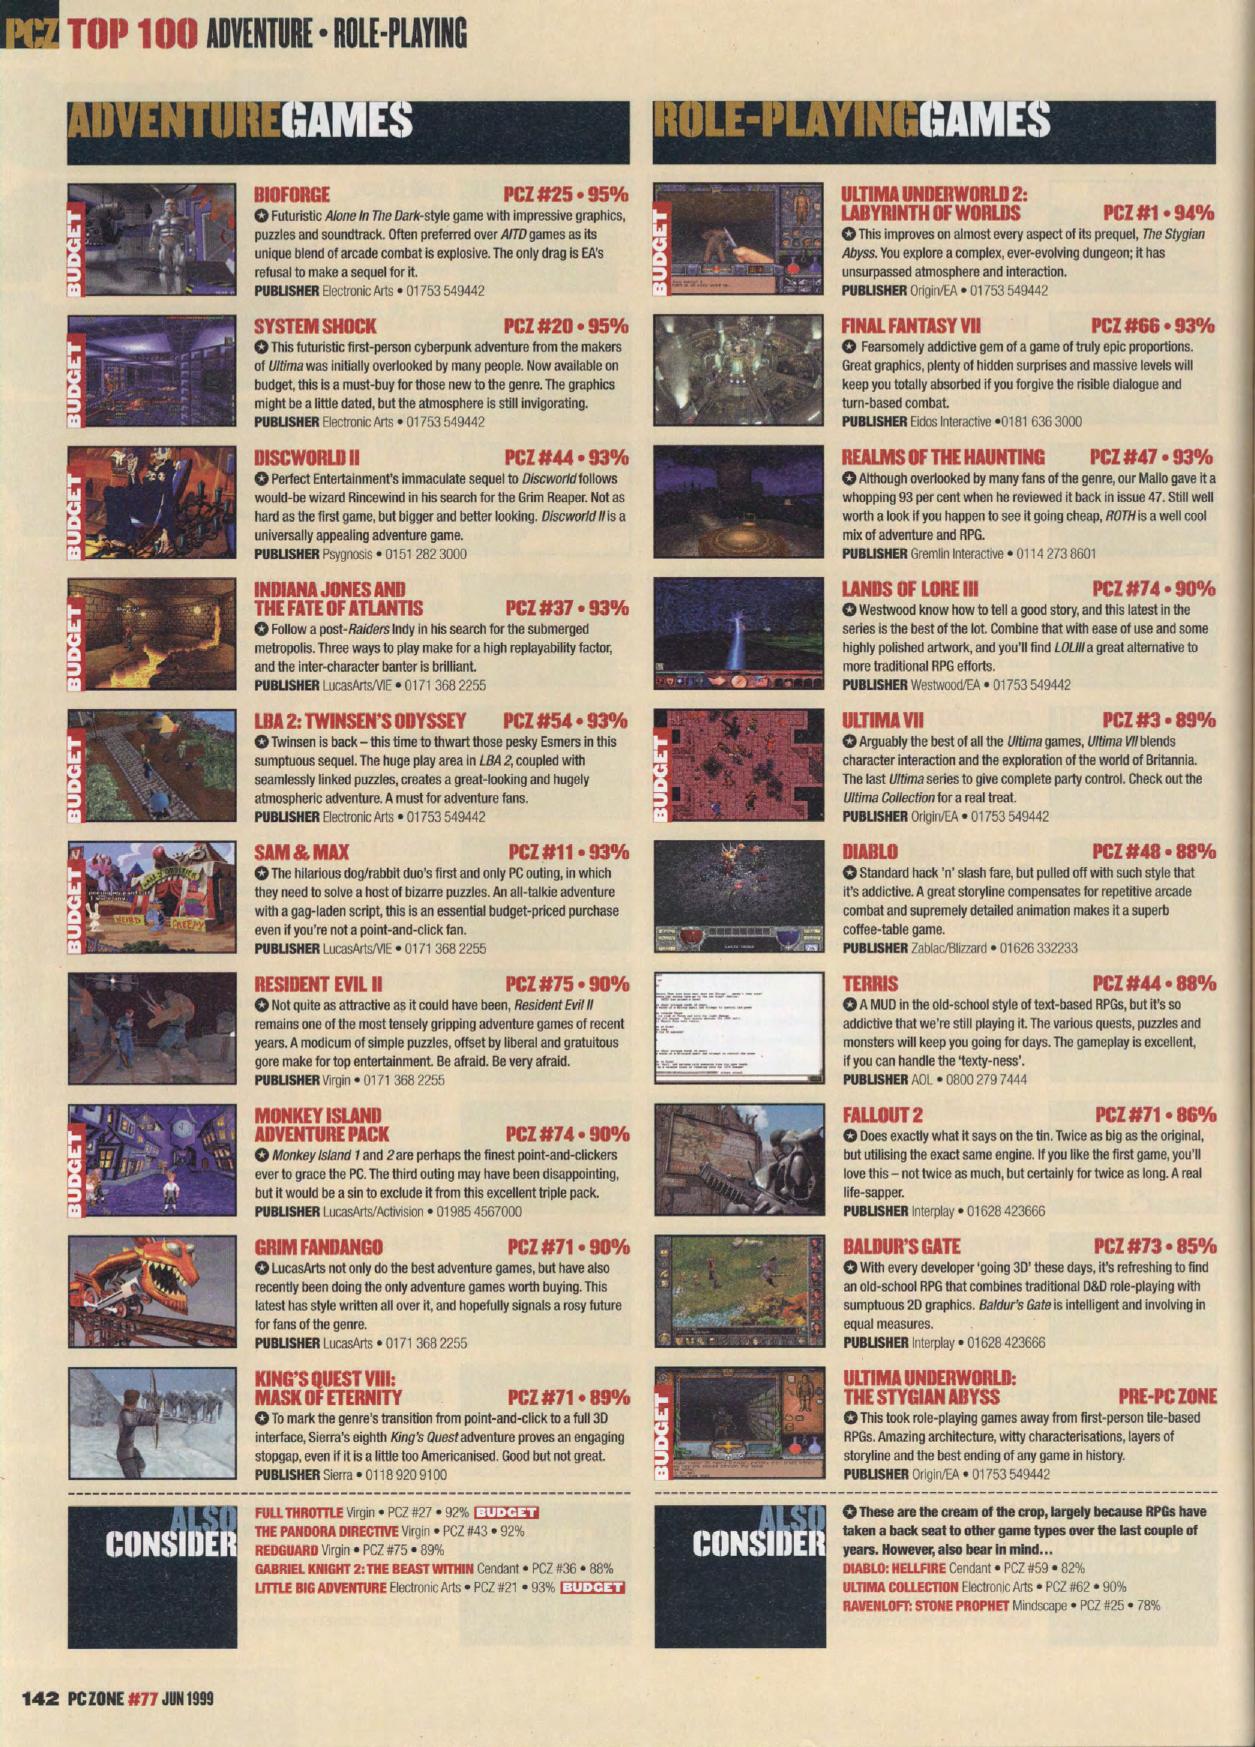 PCZ TOP 100 ADVENTURE • ROLE-PLAYING
ADVENTUREGAMES
BUDGET
BIOFORGE PCZ #25 • 95%
Futuristic Alone In The Dark-style game with impressive graphics,
puzzles and soundtrack. Often preferred over AITD games as its
unique blend of arcade combat is explosive. The only drag is EA's
refusal to make a sequel for it.
PUBLISHER Electronic Arts • 01753 549442
BUDGET
SYSTEM SHOCK PCZ #20 • 95%
This futuristic first-person cyberpunk adventure from the makers
of Ultima was initially overlooked by many people. Now available on
budget, this is a must-buy for those new to the genre. The graphics
might be a little dated, but the atmosphere is still invigorating.
PUBLISHER Electronic Arts • 01753 549442
BUDGET
DISCWORLD II PCZ #44 • 93%
Perfect Entertainment's immaculate sequel to Discworld follows
would-be wizard Rincewind in his search for the Grim Reaper. Not as
hard as the first game, but bigger and better looking. Discworld II is a
universally appealing adventure game.
PUBLISHER Psygnosis • 0151 282 3000
BUDGET
INDIANA JONES AND
THE FATE OF ATLANTIS PCZ #37 • 93%
Follow a post-Raiders Indy in his search for the submerged
metropolis. Three ways to play make for a high replayability factor,
and the inter-character banter is brilliant.
PUBLISHER LucasArts/VIE • 0171 368 2255
BUDGET
LBA 2: TWINSEN'S ODYSSEY PCZ #54 • 93%
Twinsen is back – this time to thwart those pesky Esmers in this
sumptuous sequel. The huge play area in LBA 2, coupled with
seamlessly linked puzzles, creates a great-looking and hugely
atmospheric adventure. A must for adventure fans.
PUBLISHER Electronic Arts • 01753 549442
BUDGET
SAM & MAX PCZ #11 • 93%
The hilarious dog/rabbit duo's first and only PC outing, in which
they need to solve a host of bizarre puzzles. An all-talkie adventure
with a gag-laden script, this is an essential budget-priced purchase
even if you're not a point-and-click fan.
PUBLISHER LucasArts/VIE • 0171 368 2255
RESIDENT EVIL II PCZ #75 • 90%
Not quite as attractive as it could have been, Resident Evil II
remains one of the most tensely gripping adventure games of recent
years. A modicum of simple puzzles, offset by liberal and gratuitous
gore make for top entertainment. Be afraid. Be very afraid.
PUBLISHER Virgin • 0171 368 2255
BUDGET
MONKEY ISLAND
ADVENTURE PACK PCZ #74 • 90%
Monkey Island 1 and 2 are perhaps the finest point-and-clickers
ever to grace the PC. The third outing may have been disappointing,
but it would be a sin to exclude it from this excellent triple pack.
PUBLISHER LucasArts/Activision • 01985 4567000
GRIM FANDANGO PCZ #71 • 90%
LucasArts not only do the best adventure games, but have also
recently been doing the only adventure games worth buying. This
latest has style written all over it, and hopefully signals a rosy future
for fans of the genre.
PUBLISHER LucasArts • 0171 368 2255
KING'S QUEST VIII:
MASK OF ETERNITY PCZ #71 • 89%
To mark the genre's transition from point-and-click to a full 3D
interface, Sierra's eighth King's Quest adventure proves an engaging
stopgap, even if it is a little too Americanised. Good but not great.
PUBLISHER Sierra • 0118 920 9100
ALSO
CONSIDER
FULL THROTTLE Virgin • PCZ #27 • 92% BUDGET
THE PANDORA DIRECTIVE Virgin • PCZ #43 • 92%
REDGUARD Virgin • PCZ #75 • 89%
GABRIEL KNIGHT 2: THE BEAST WITHIN Cendant • PCZ #36 • 88%
LITTLE BIG ADVENTURE Electronic Arts • PCZ #21 • 93% BUDGET
ROLE-PLAYINGGAMES
BUDGET
ULTIMA UNDERWORLD 2:
LABYRINTH OF WORLDS PCZ #1 • 94%
This improves on almost every aspect of its prequel, The Stygian
Abyss. You explore a complex, ever-evolving dungeon; it has
unsurpassed atmosphere and interaction.
PUBLISHER Origin/EA • 01753 549442
FINAL FANTASY VII PCZ #66 • 93%
Fearsomely addictive gem of a game of truly epic proportions.
Great graphics, plenty of hidden surprises and massive levels will
keep you totally absorbed if you forgive the risible dialogue and
turn-based combat.
PUBLISHER Eidos Interactive •0181 636 3000
REALMS OF THE HAUNTING PCZ #47 • 93%
Although overlooked by many fans of the genre, our Mallo gave it a
whopping 93 per cent when he reviewed it back in issue 47. Still well
worth a look if you happen to see it going cheap, ROTH is a well cool
mix of adventure and RPG.
PUBLISHER Gremlin Interactive • 0114 273 8601
LANDS OF LORE III PCZ #74 • 90%
Westwood know how to tell a good story, and this latest in the
series is the best of the lot. Combine that with ease of use and some
highly polished artwork, and you'll find LOLIII a great alternative to
more traditional RPG efforts.
PUBLISHER Westwood/EA • 01753 549442
BUDGET
ULTIMA VII PCZ #3 • 89%
Arguably the best of all the Ultima games, Ultima VII blends
character interaction and the exploration of the world of Britannia.
The last Ultima series to give complete party control. Check out the
Ultima Collection for a real treat.
PUBLISHER Origin/EA • 01753 549442
DIABLO PCZ #48 • 88%
Standard hack 'n' slash fare, but pulled off with such style that
it's addictive. A great storyline compensates for repetitive arcade
combat and supremely detailed animation makes it a superb
coffee-table game.
PUBLISHER Zablac/Blizzard • 01626 332233
TERRIS PCZ #44 • 88%
A MUD in the old-school style of text-based RPGs, but it's so
addictive that we're still playing it. The various quests, puzzles and
monsters will keep you going for days. The gameplay is excellent,
if you can handle the 'texty-ness'.
PUBLISHER AOL • 0800 279 7444
FALLOUT 2 PCZ #71 • 86%
Does exactly what it says on the tin. Twice as big as the original,
but utilising the exact same engine. If you like the first game, you'll
love this – not twice as much, but certainly for twice as long. A real
life-sapper.
PUBLISHER Interplay • 01628 423666
BALDUR'S GATE PCZ #73 • 85%
With every developer 'going 3D' these days, it's refreshing to find
an old-school RPG that combines traditional D&D role-playing with
sumptuous 2D graphics. Baldur's Gate is intelligent and involving in
equal measures.
PUBLISHER Interplay • 01628 423666
BUDGET
ULTIMA UNDERWORLD:
THE STYGIAN ABYSS PRE-PC ZONE
This took role-playing games away from first-person tile-based
RPGs. Amazing architecture, witty characterisations, layers of
storyline and the best ending of any game in history.
PUBLISHER Origin/EA • 01753 549442
ALSO
CONSIDER
These are the cream of the crop, largely because RPGs have
taken a back seat to other game types over the last couple of
years. However, also bear in mind...
DIABLO: HELLFIRE Cendant • PCZ #59 • 82%
ULTIMA COLLECTION Electronic Arts • PCZ #62 • 90%
RAVENLOFT: STONE PROPHET Mindscape • PCZ #25 • 78%
142 PC ZONE #77 JUN 1999